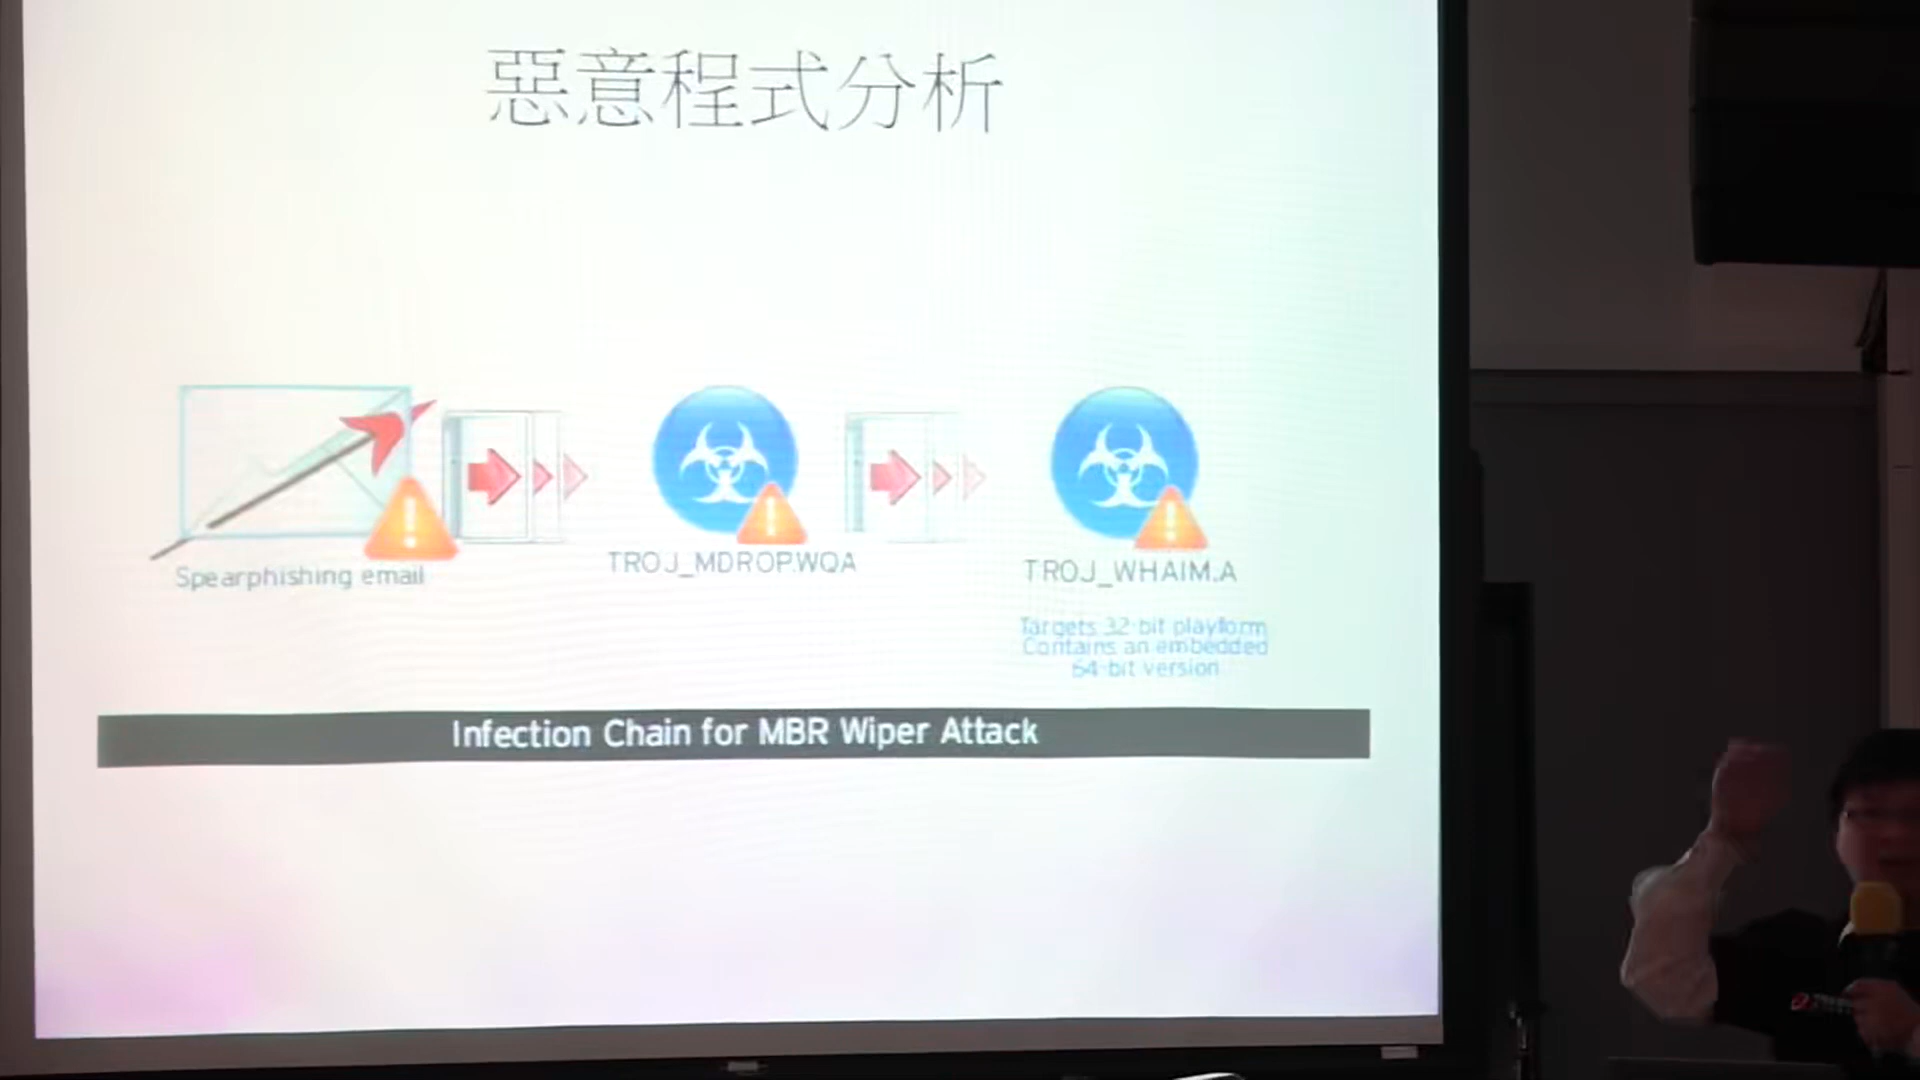 惡意程式分析
Spearphishing email
TROJ_MDROP.WQA
TROJ_WHAIM.A
Targets 32-bit playform
Contains an embedded
64-bit version
Infection Chain for MBR Wiper Attack